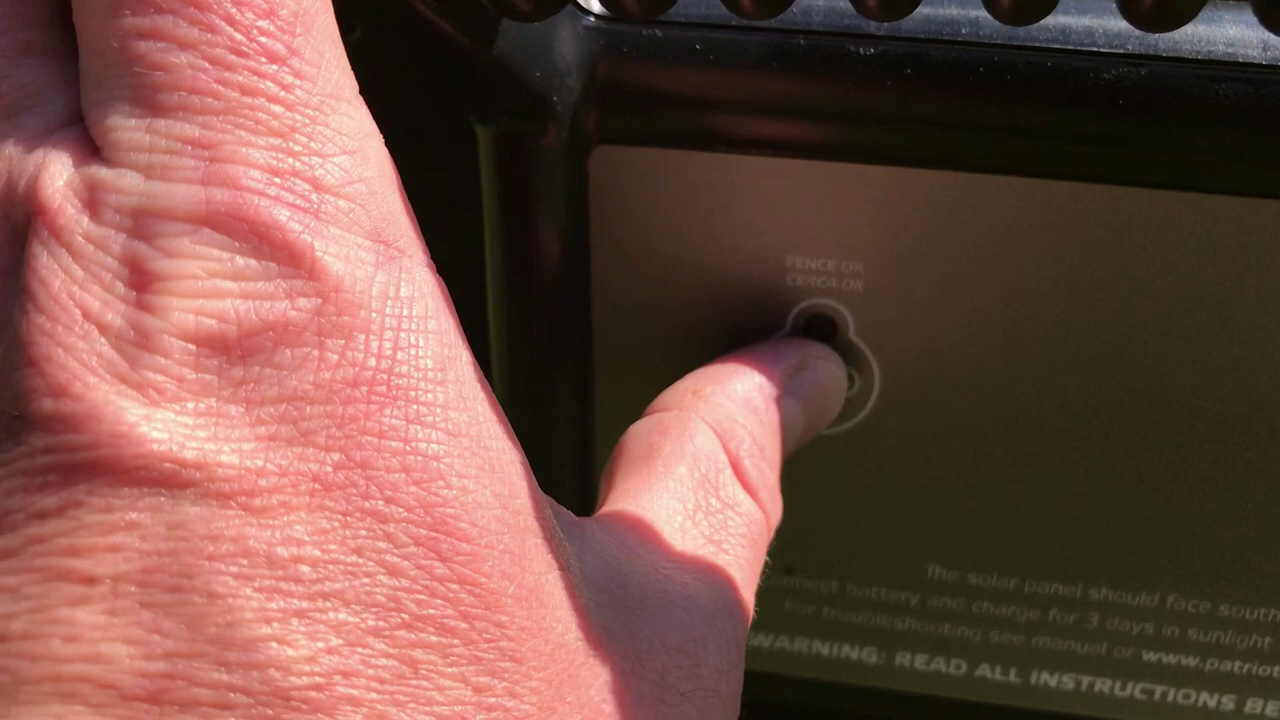 FENCE OK
CERCA OK
The solar panel should face south
connect battery and charge for 3 days in sunlight
For troubleshooting see manual or www.patriot
WARNING: READ ALL INSTRUCTIONS BE